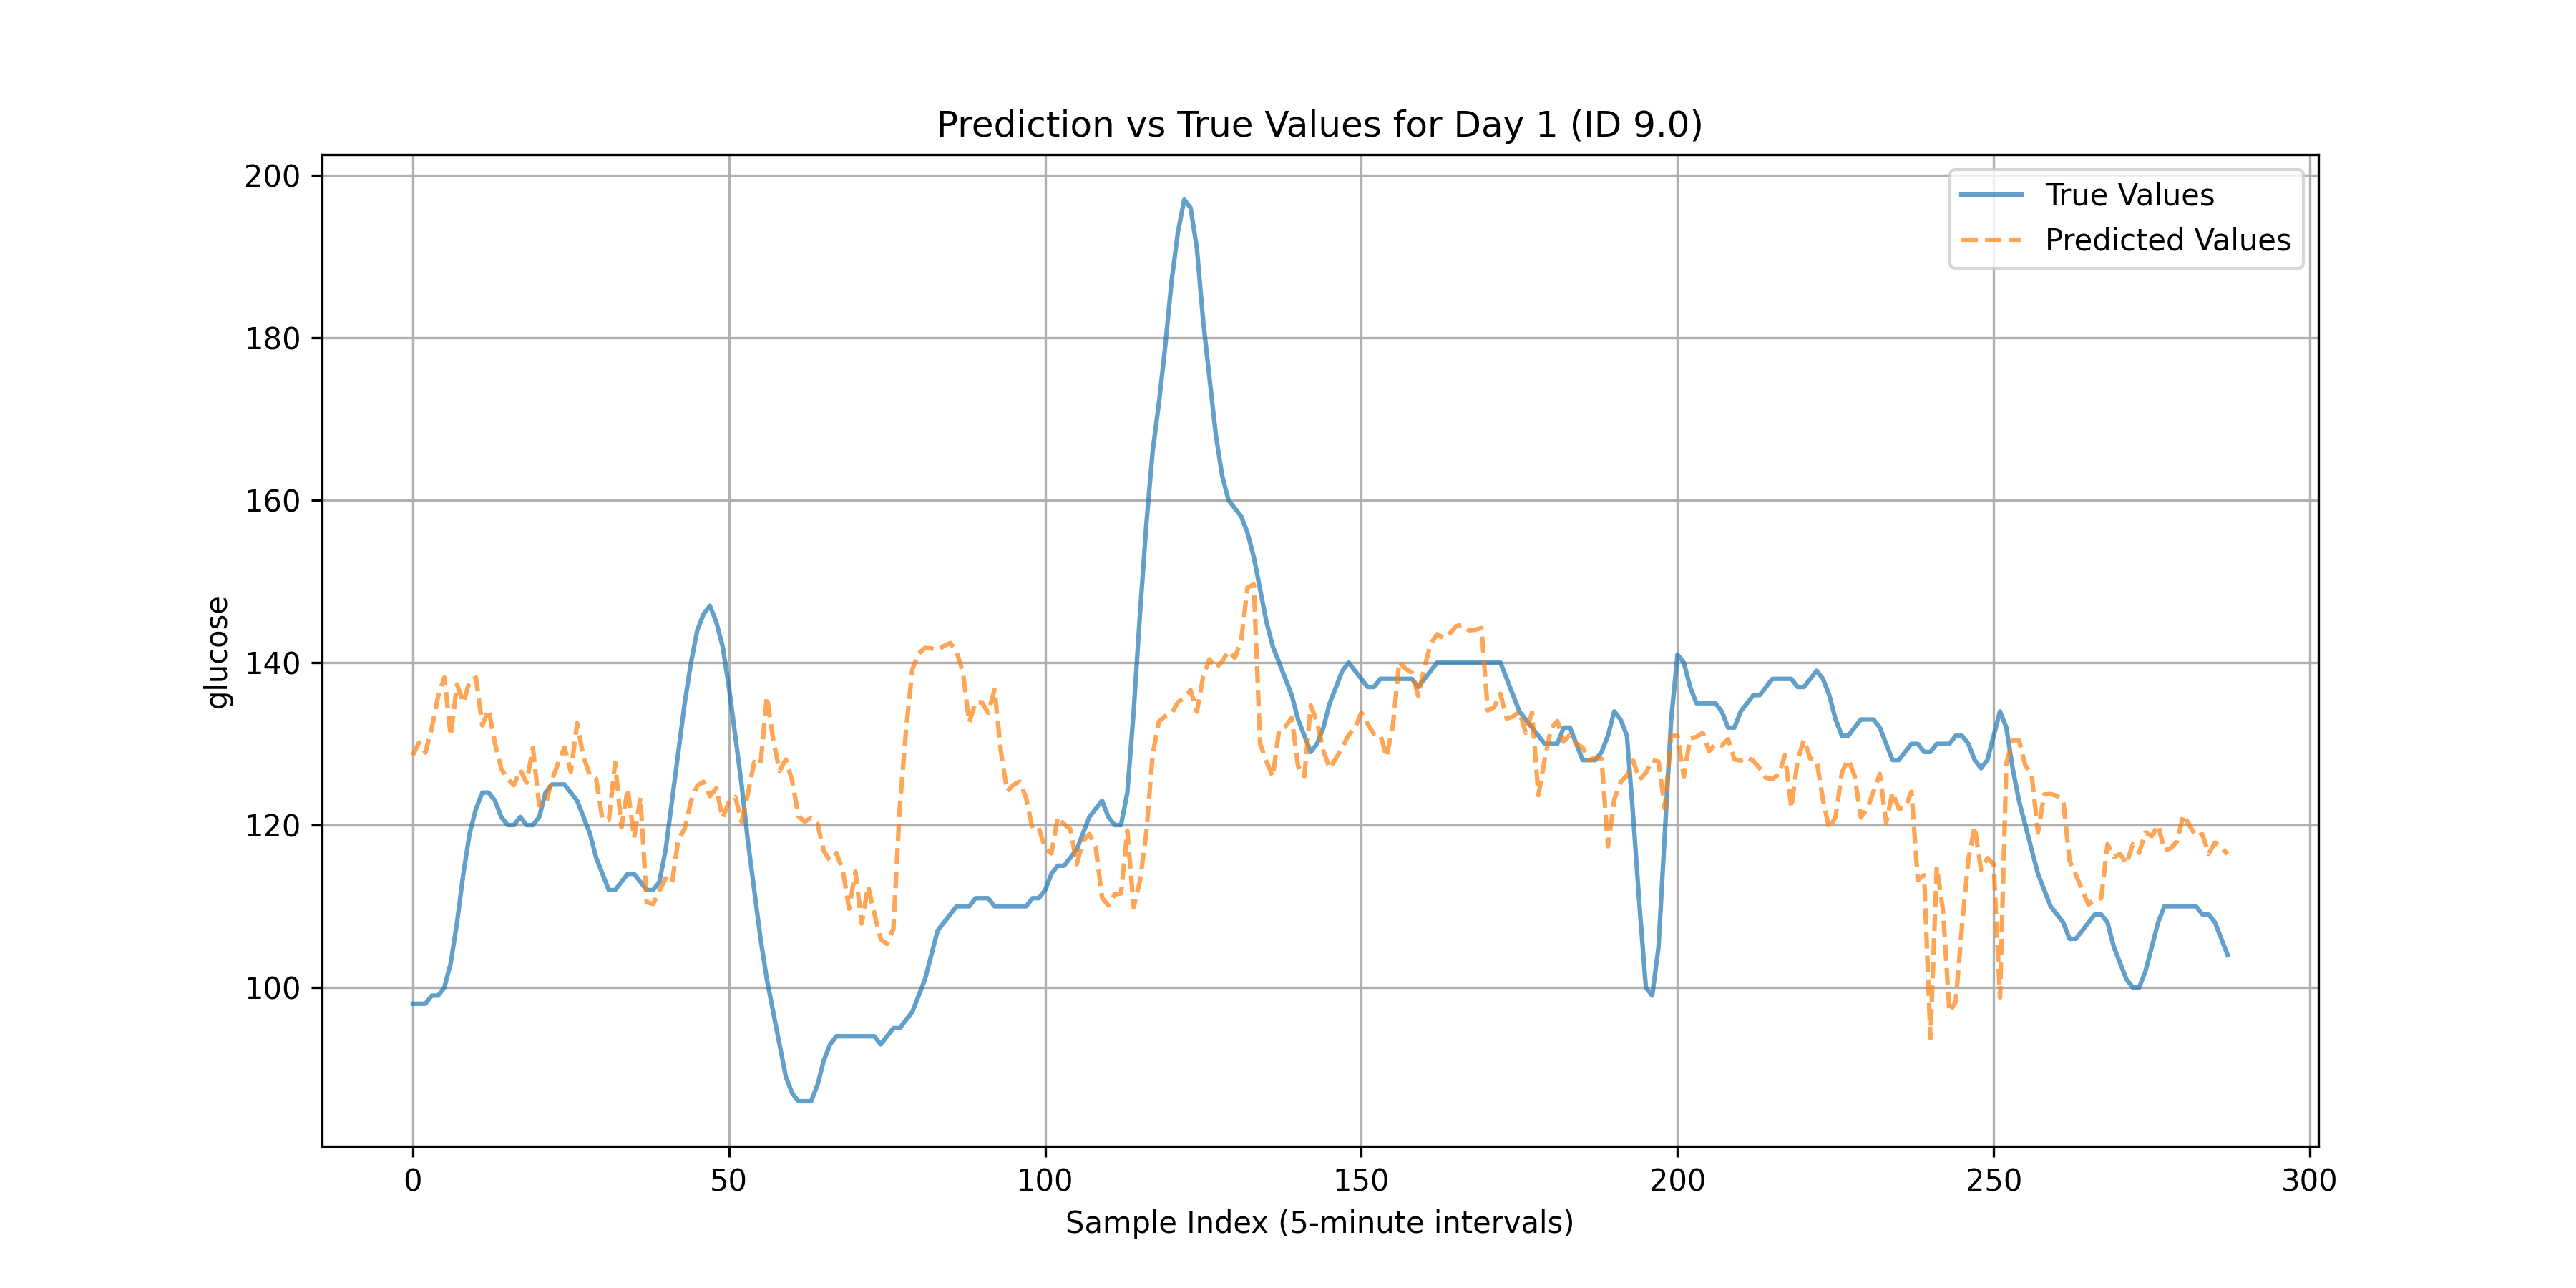 Prediction vs True Values for Day 1 (ID 9.0)
True Values
Predicted Values
200
180
160
140
120
100
glucose
0 50 100 150 200 250 300
Sample Index (5-minute intervals)